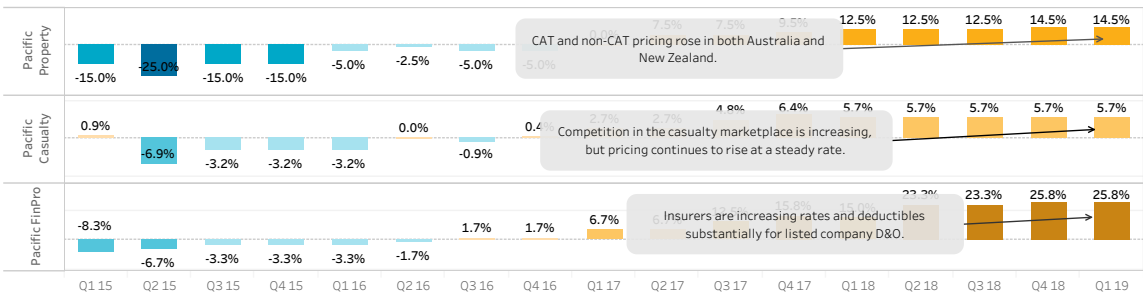 Pacific
Property
-15.0%
-25.0%
-15.0%
-15.0%
-5.0%
-2.5%
-5.0%
-5.0%
0.0%
7.5%
7.5%
9.5%
12.5%
12.5%
12.5%
14.5%
14.5%
CAT and non-CAT pricing rose in both Australia and
New Zealand.
Pacific
Casualty
0.9%
-6.9%
-3.2%
-3.2%
-3.2%
0.0%
-0.9%
0.4%
2.7%
2.7%
4.8%
6.4%
5.7%
5.7%
5.7%
5.7%
5.7%
Competition in the casualty marketplace is increasing,
but pricing continues to rise at a steady rate.
Pacific FinPro
-8.3%
-6.7%
-3.3%
-3.3%
-3.3%
-1.7%
1.7%
1.7%
6.7%
15.8%
15.0%
23.3%
23.3%
25.8%
25.8%
Insurers are increasing rates and deductibles
substantially for listed company D&O.
Q1 15
Q2 15
Q3 15
Q4 15
Q1 16
Q2 16
Q3 16
Q4 16
Q1 17
Q2 17
Q3 17
Q4 17
Q1 18
Q2 18
Q3 18
Q4 18
Q1 19